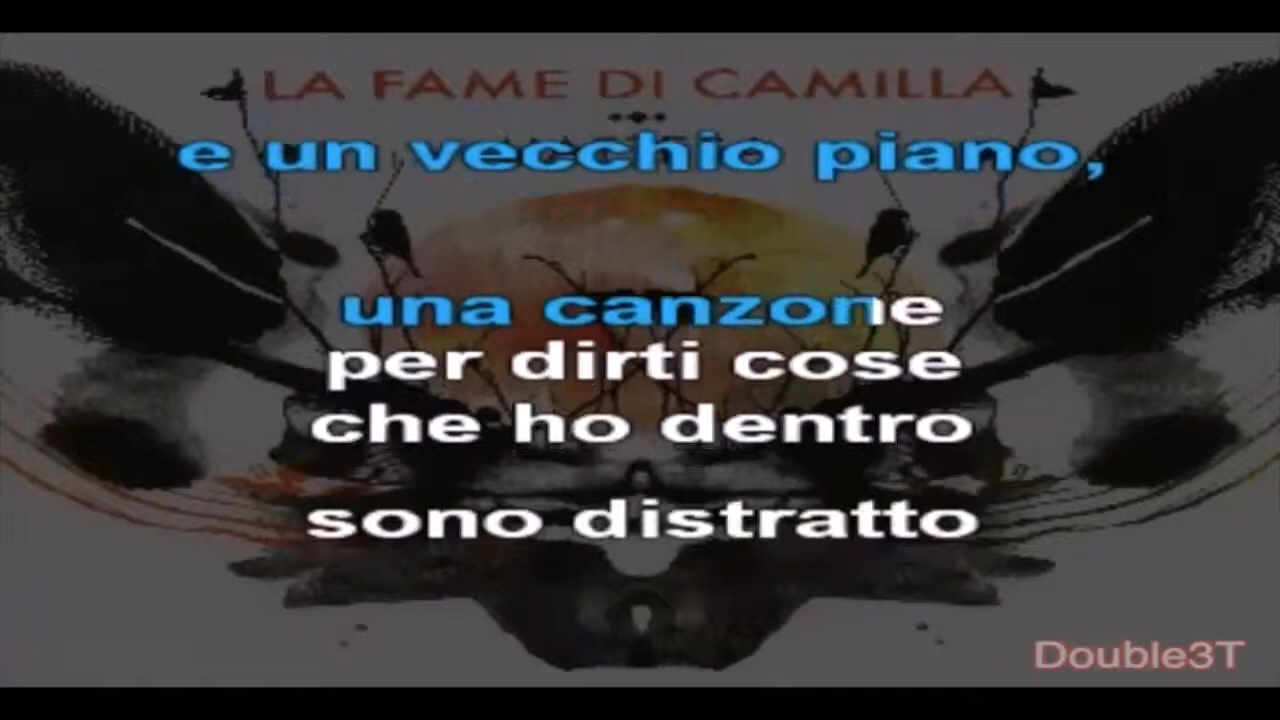 LA FAME DI CAMILLA
e un vecchio piano,
una canzone
per dirti cose
che ho dentro
sono distratto
Double3T